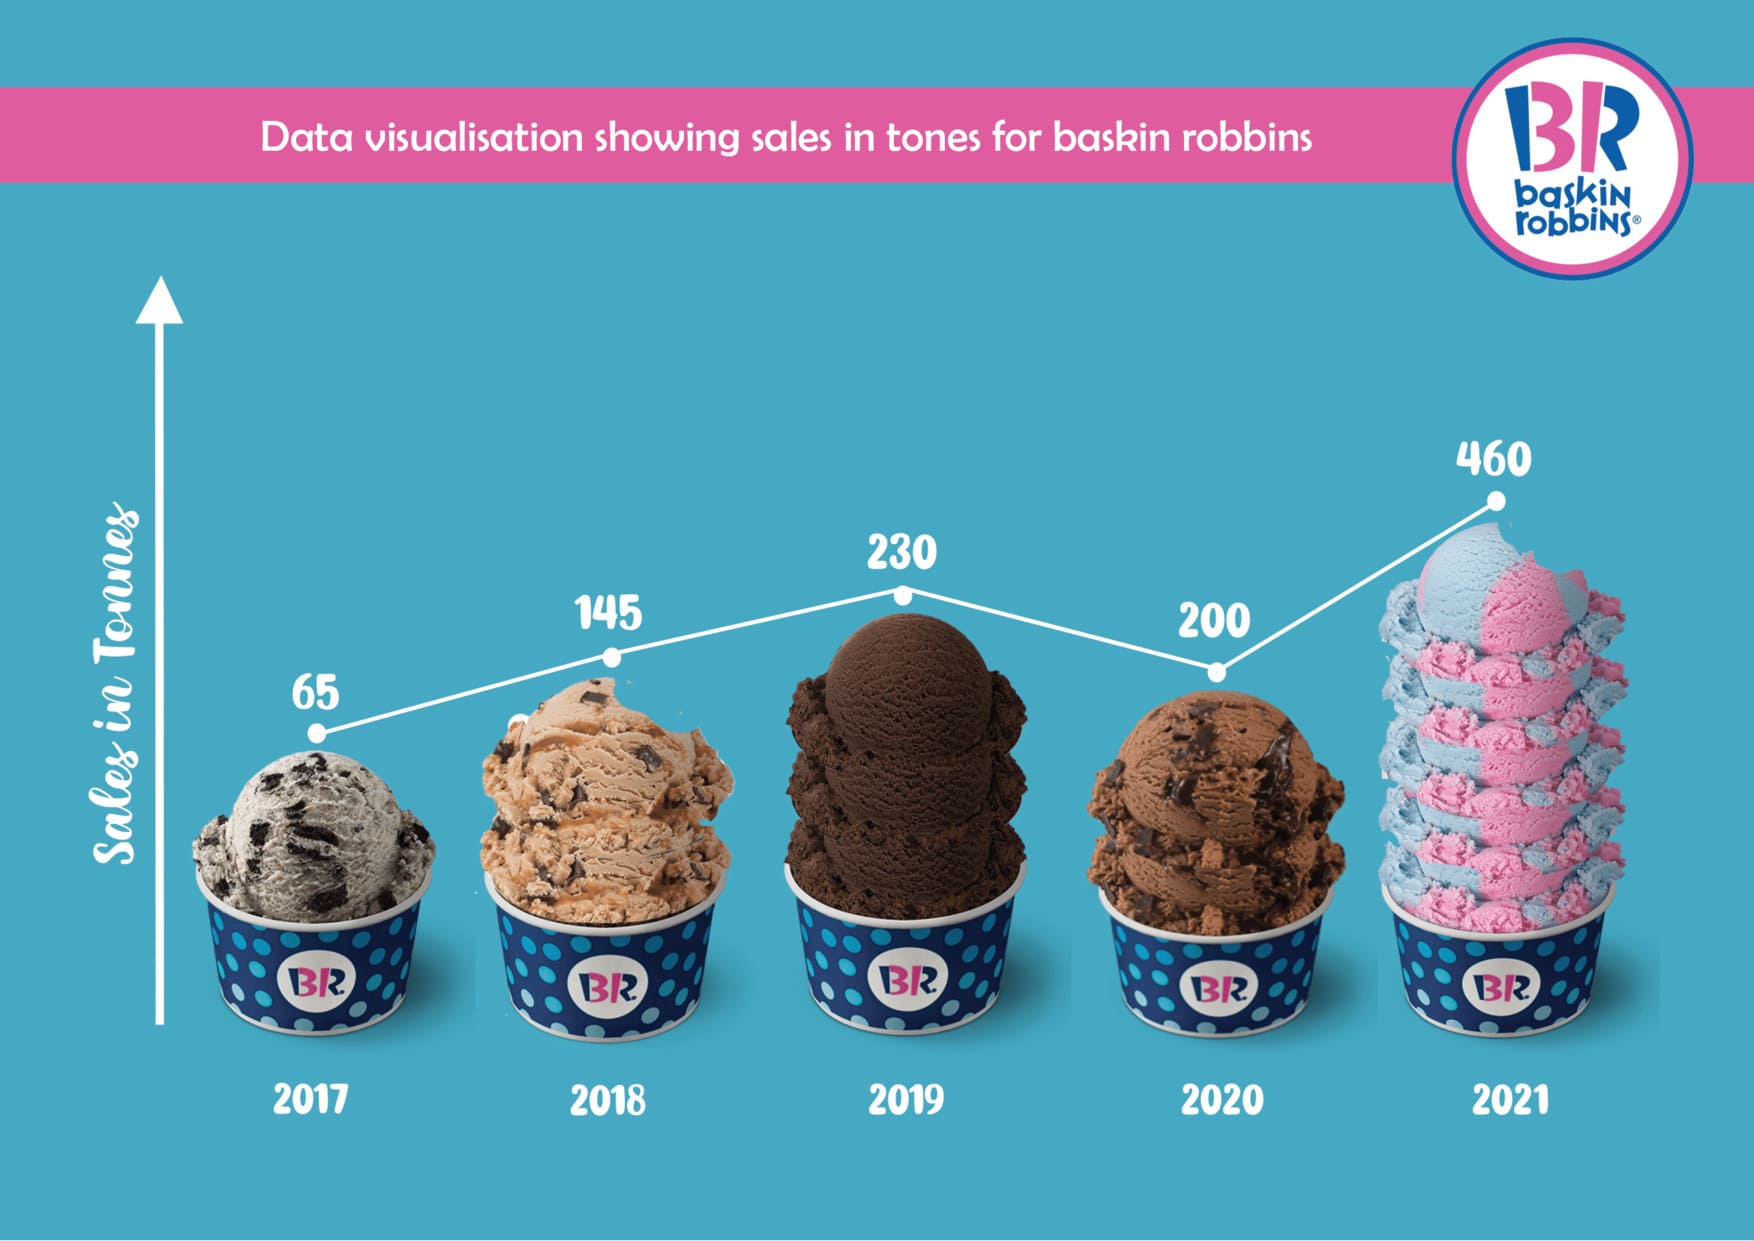 Data visualisation showing sales in tones for baskin robbins
BR
baskin
robbins®
Sales in Tonnes
65
145
230
200
460
BR
BR
BR
BR
BR
2017
2018
2019
2020
2021